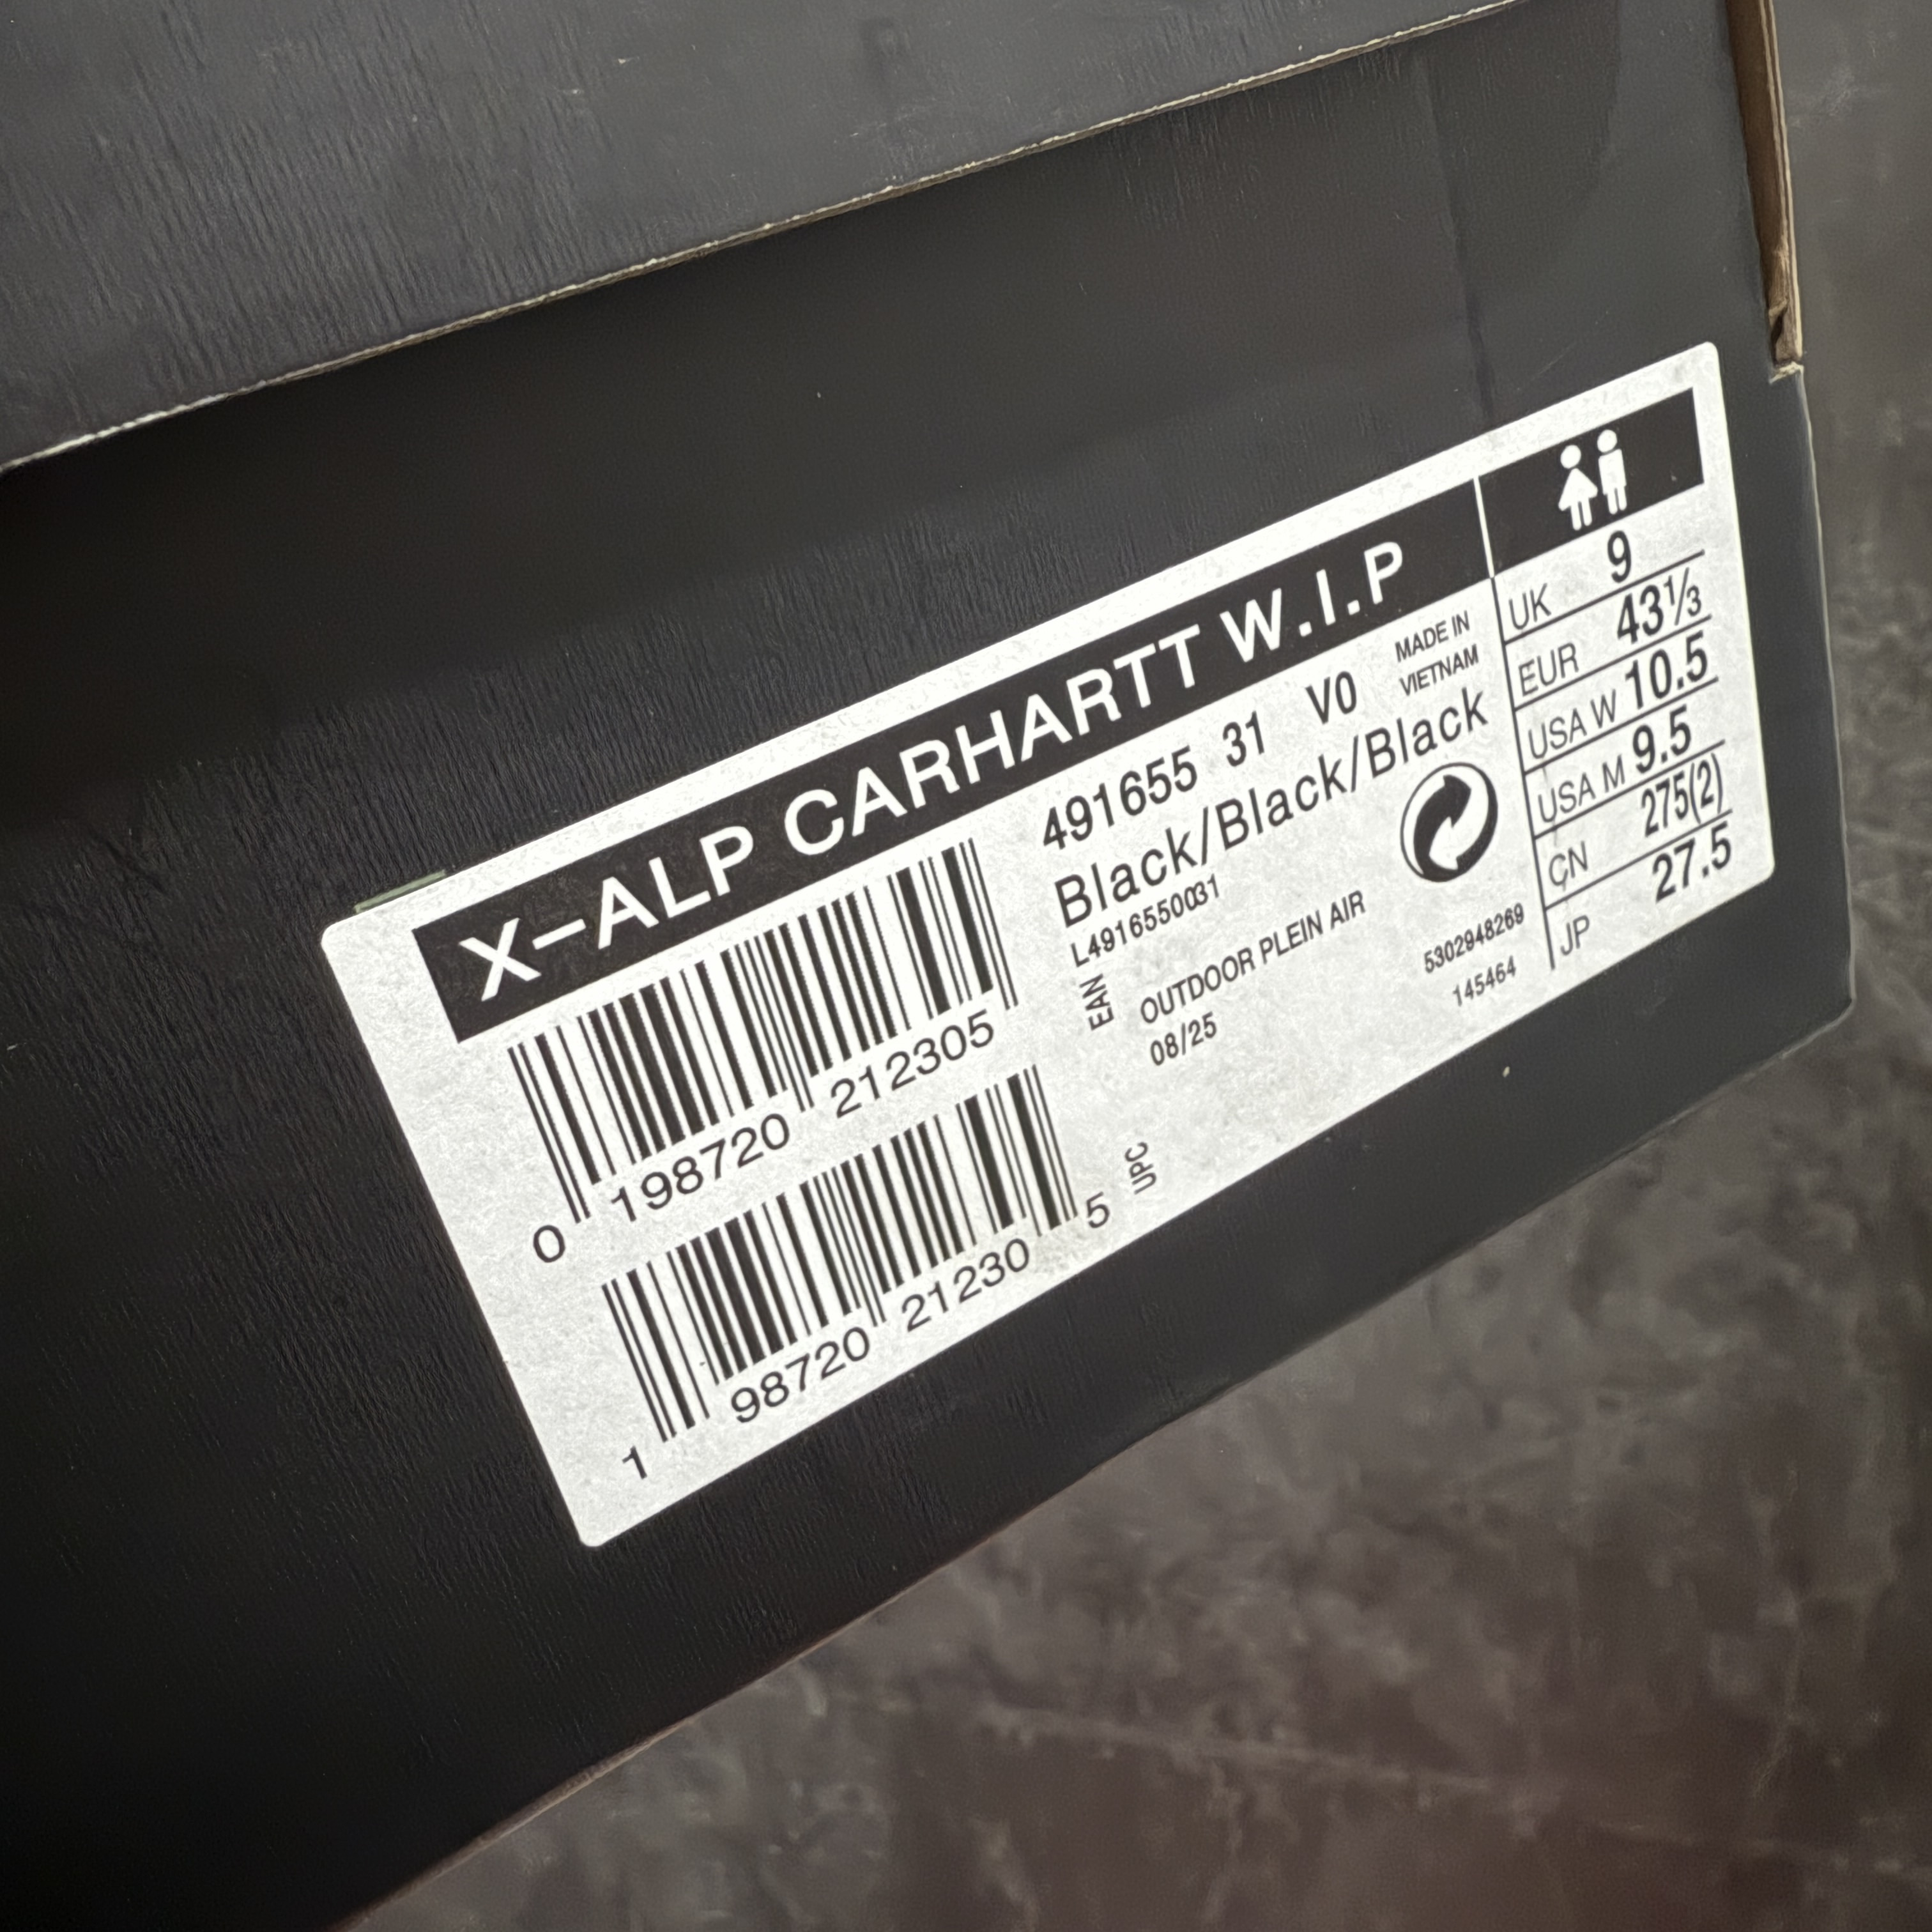 X-ALP CARHARTT W.I.P
491655 31 V0
MADE IN
VIETNAM
Black/Black/Black
L4916550031
EAN
OUTDOOR PLEIN AIR
08/25
5302948269
145464
0 198720 212305
1 98720 21230 5
UPC
UK 9
EUR 43⅓
USA W 10.5
USA M 9.5
CN 275(2)
JP 27.5